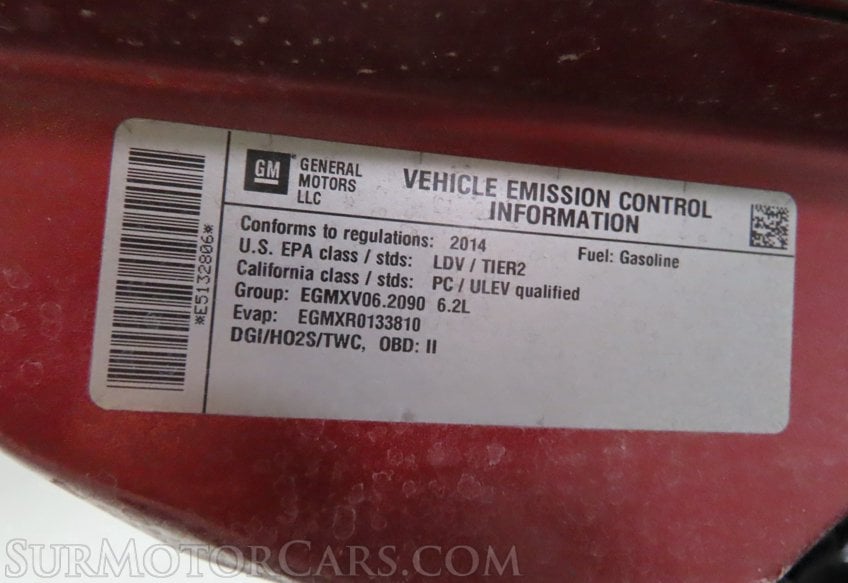 *E5132806*
GM
GENERAL
MOTORS
LLC
VEHICLE EMISSION CONTROL
INFORMATION
Conforms to regulations: 2014 Fuel: Gasoline
U.S. EPA class / stds: LDV / TIER2
California class / stds: PC / ULEV qualified
Group: EGMXV06.2090 6.2L
Evap: EGMXR0133810
DGI/HO2S/TWC, OBD: II
SurMotorCars.com